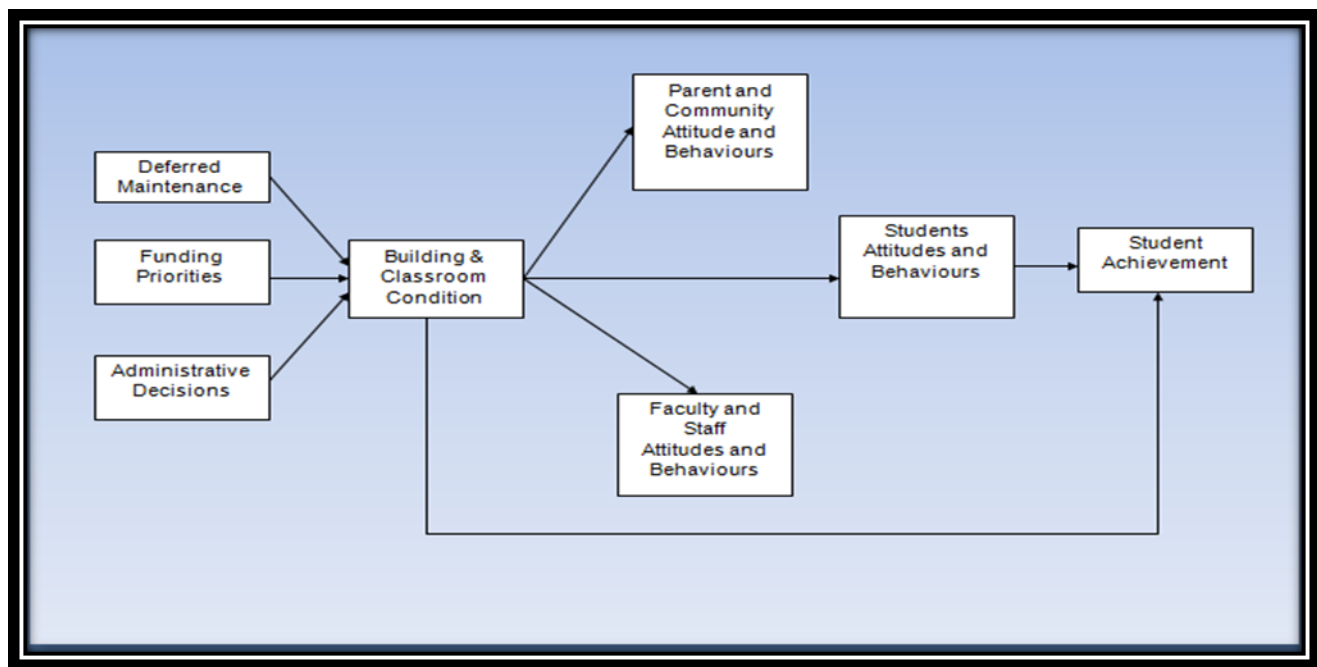 Parent and
Community
Attitude and
Behaviours
Deferred
Maintenance
Funding
Priorities
Administrative
Decisions
Building &
Classroom
Condition
Students
Attitudes and
Behaviours
Student
Achievement
Faculty and
Staff
Attitudes and
Behaviours